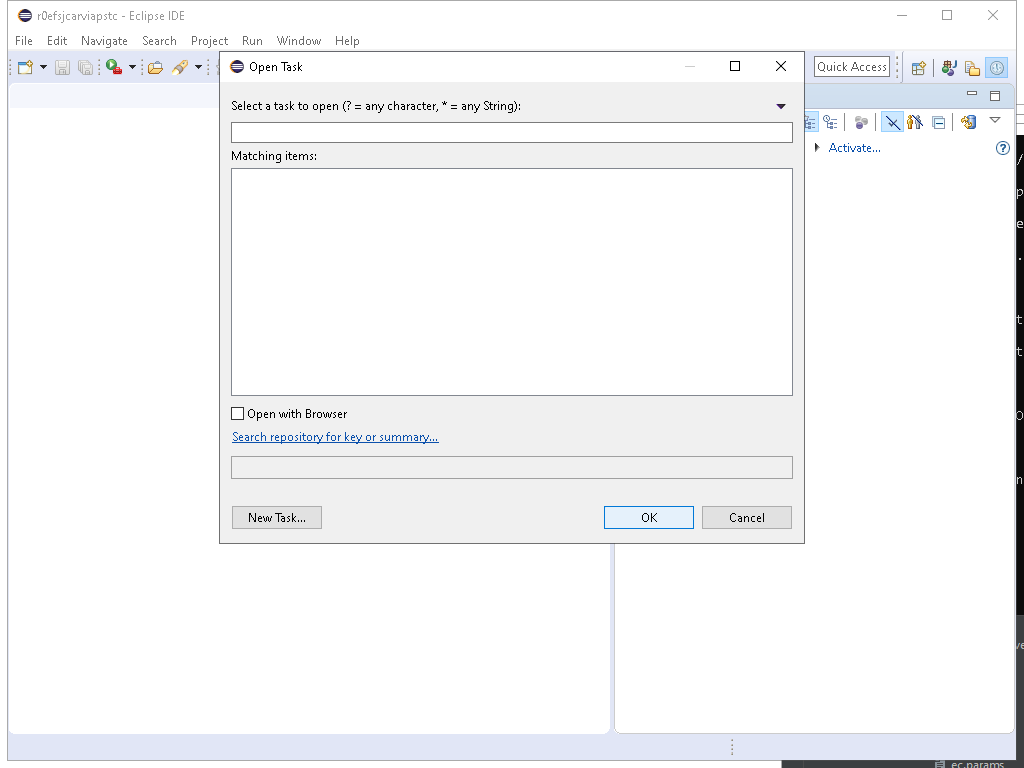 r0efsjcarviapstc - Eclipse IDE
File Edit Navigate Search Project Run Window Help
Open Task
Quick Access
Select a task to open (? = any character, * = any String):
Matching items:
Activate...
Open with Browser
Search repository for key or summary...
New Task... OK Cancel
ec.params